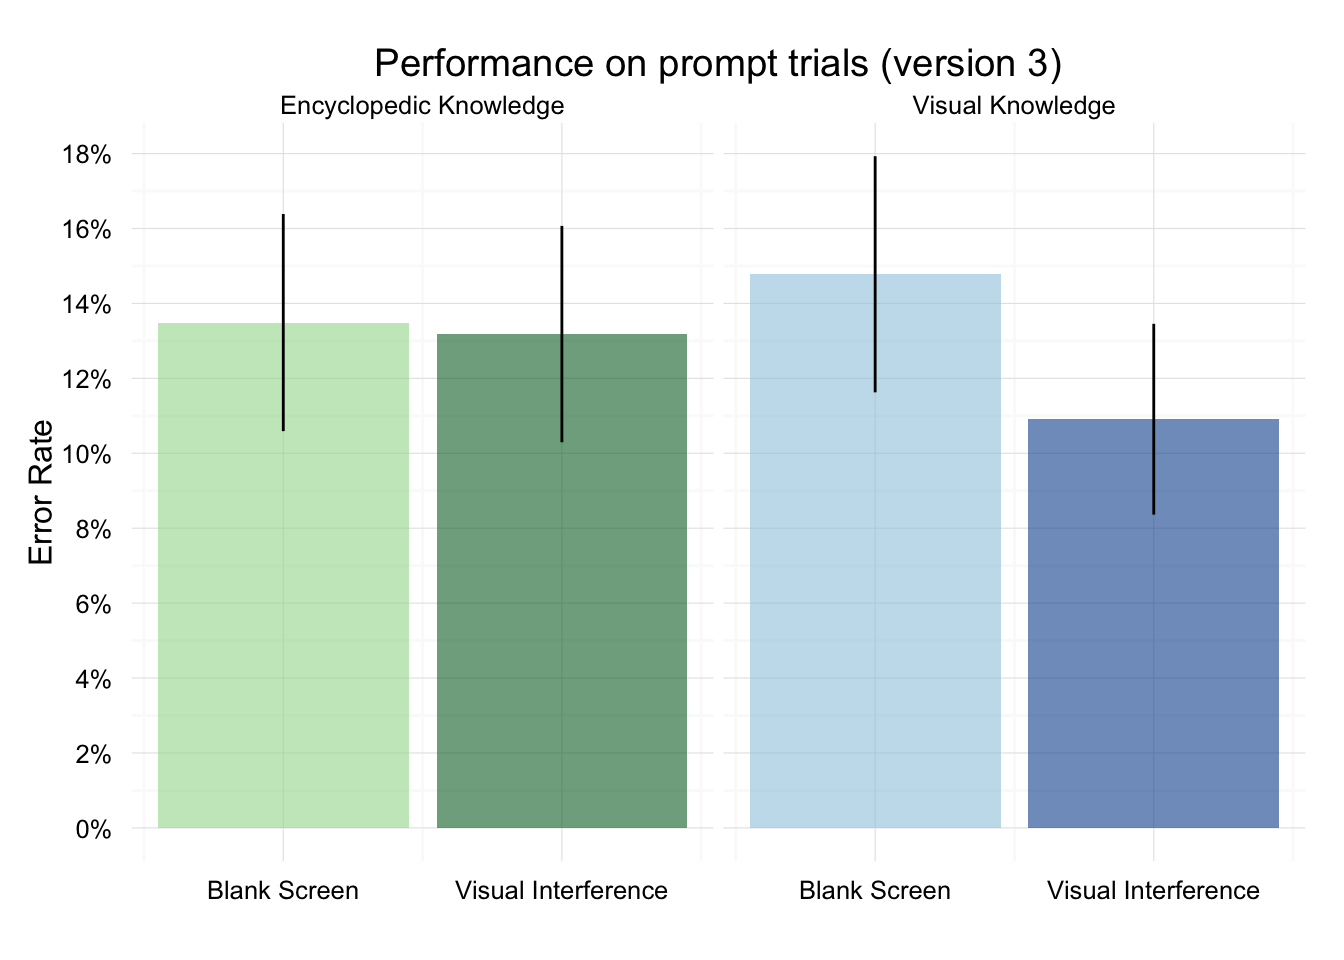 Performance on prompt trials (version 3)
Encyclopedic Knowledge
Visual Knowledge
Error Rate
18%
16%
14%
12%
10%
8%
6%
4%
2%
0%
Blank Screen
Visual Interference
Blank Screen
Visual Interference